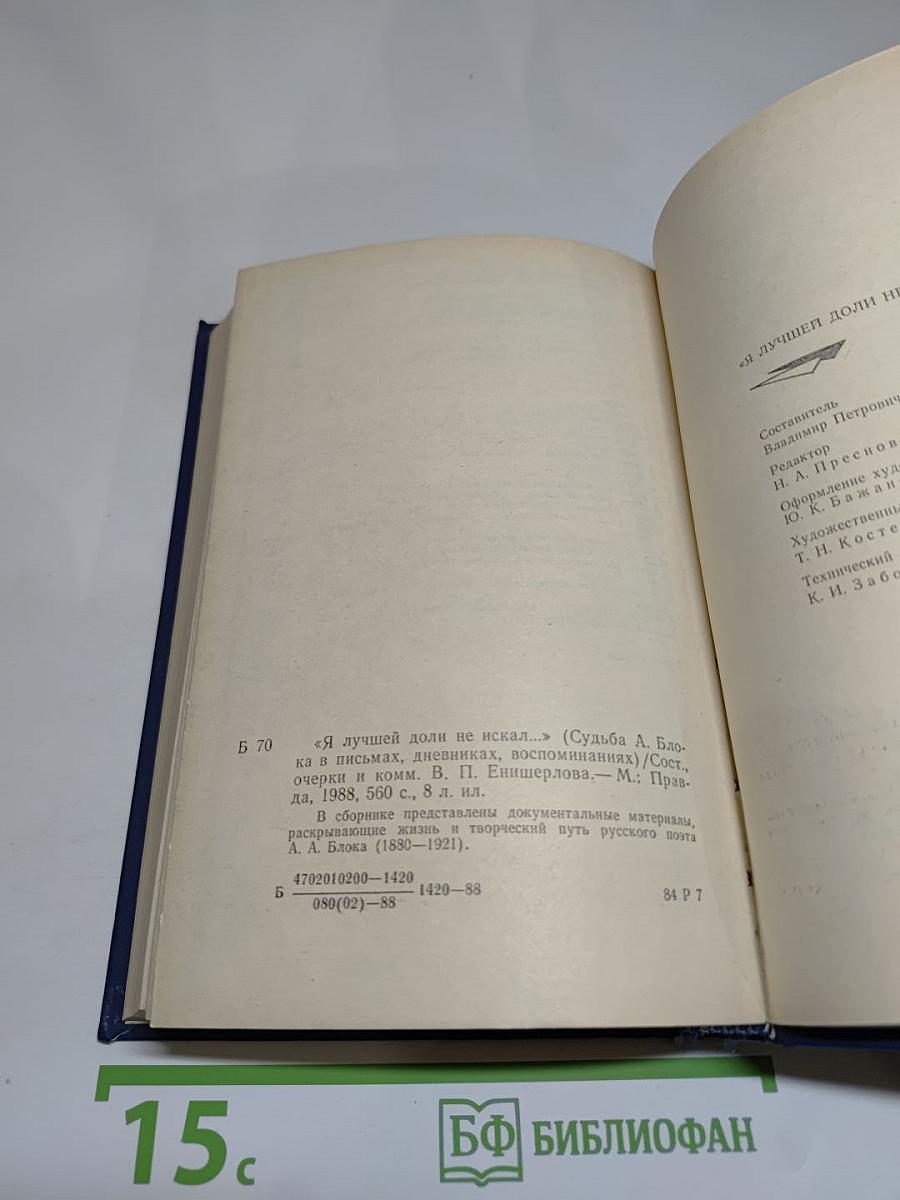 Б 70
«Я лучшей доли не искал...» (Судьба А. Бло-
ка в письмах, дневниках, воспоминаниях)/Сост.,
очерки и комм. В. П. Енишерлова.— М.: Прав-
да, 1988, 560 с., 8 л. ил.
В сборнике представлены документальные материалы,
раскрывающие жизнь и творческий путь русского поэта
А. А. Блока (1880—1921).
Б 4702010200—1420 1420—88
080(02)—88
84 Р 7
«Я ЛУЧШЕЙ ДОЛИ НЕ
Составитель
Владимир Петрович
Редактор
Н. А. Преснов
Оформление худо
Ю. К. Бажан
Художественны
Т. Н. Косте
Технический
К. И. Забо
15 с
БФ БИБЛИОФАН